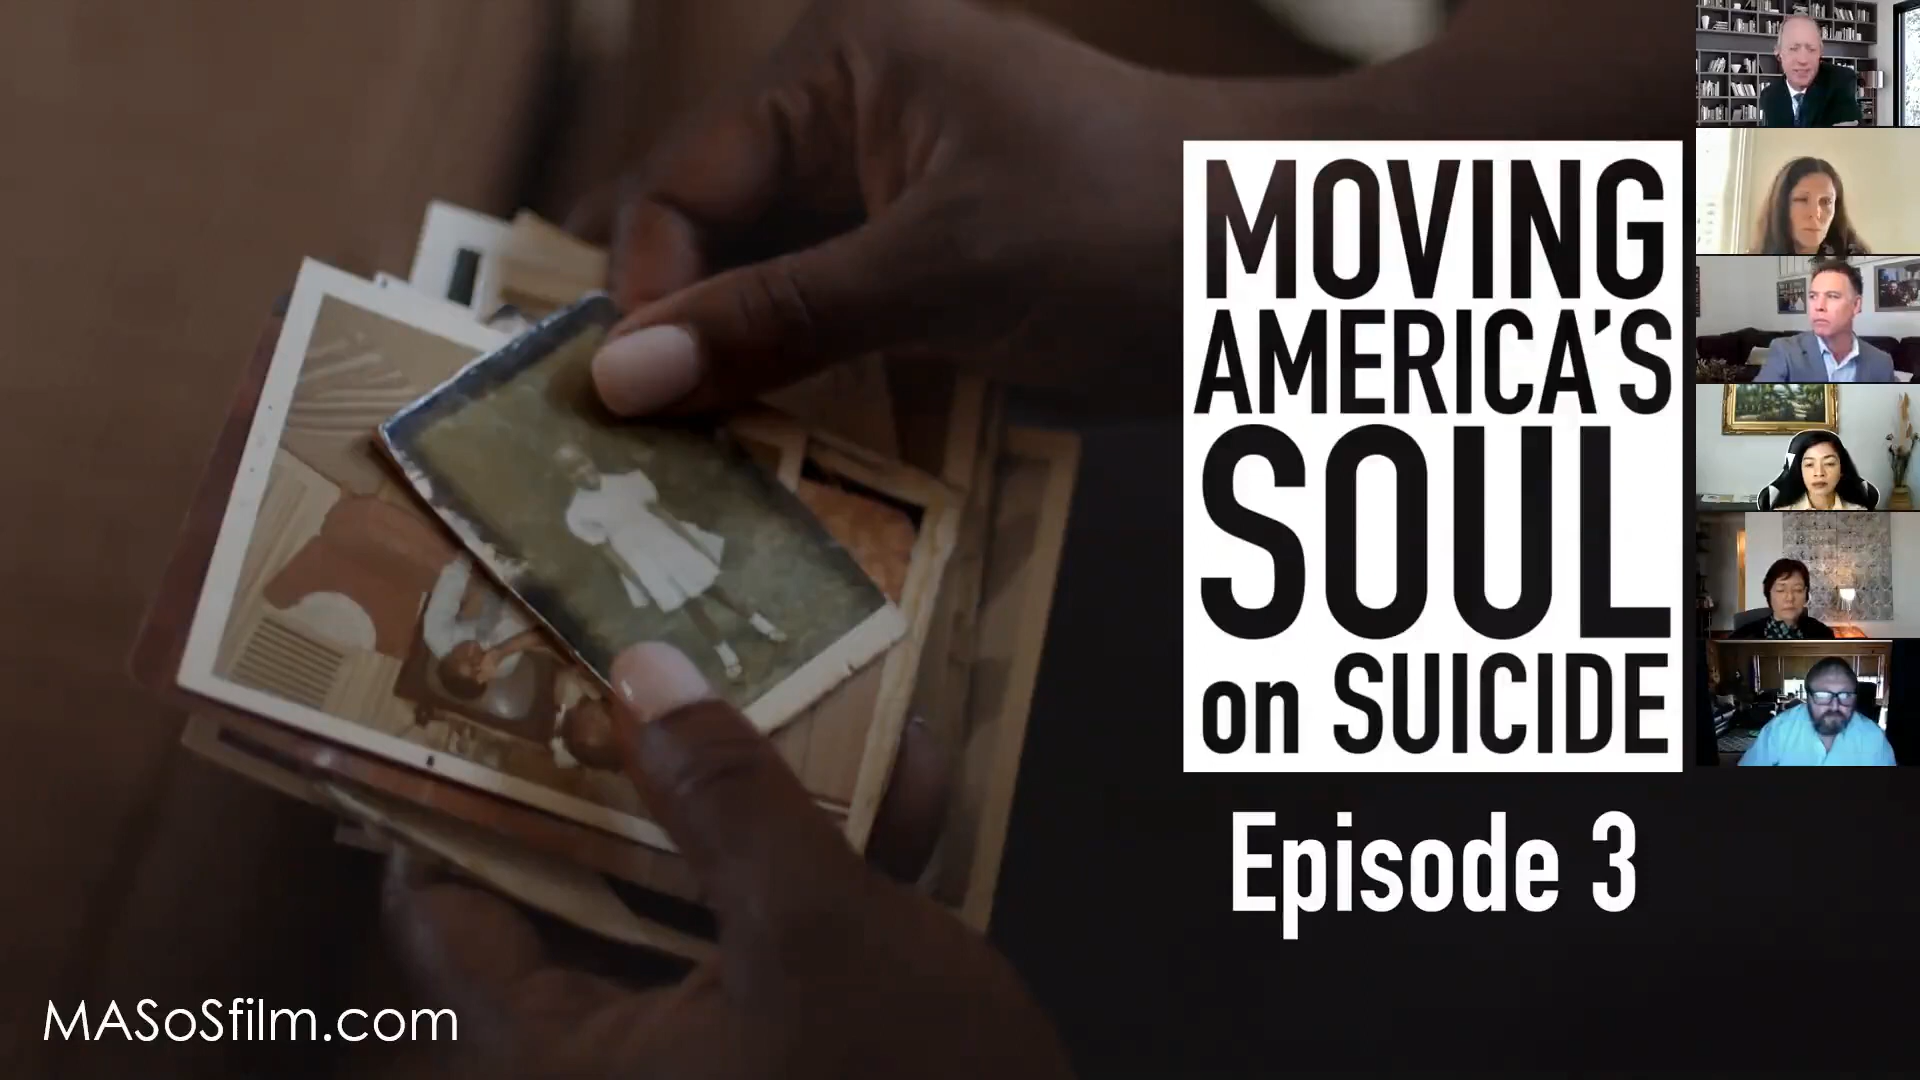 MOVING
AMERICA'S
SOUL
on SUICIDE
Episode 3
MASoSfilm.com